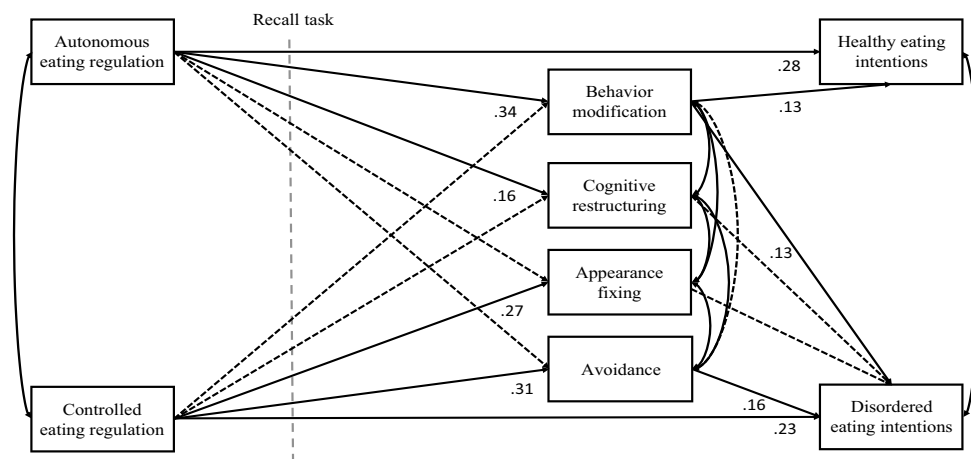 Recall task
Autonomous
eating regulation
Healthy eating
intentions
.28
Behavior
modification
.34
.13
Cognitive
restructuring
.16
.13
Appearance
fixing
.27
Avoidance
.31
.16
Controlled
eating regulation
.23
Disordered
eating intentions